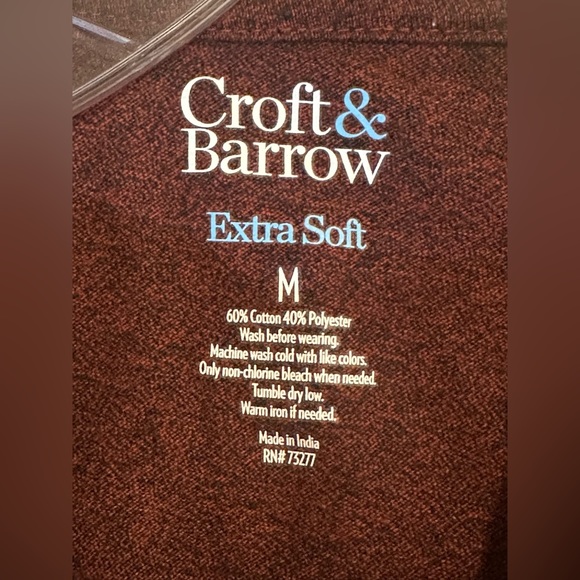 Croft &
Barrow
Extra Soft
M
60% Cotton 40% Polyester
Wash before wearing.
Machine wash cold with like colors.
Only non-chlorine bleach when needed.
Tumble dry low.
Warm iron if needed.
Made in India
RN# 73277